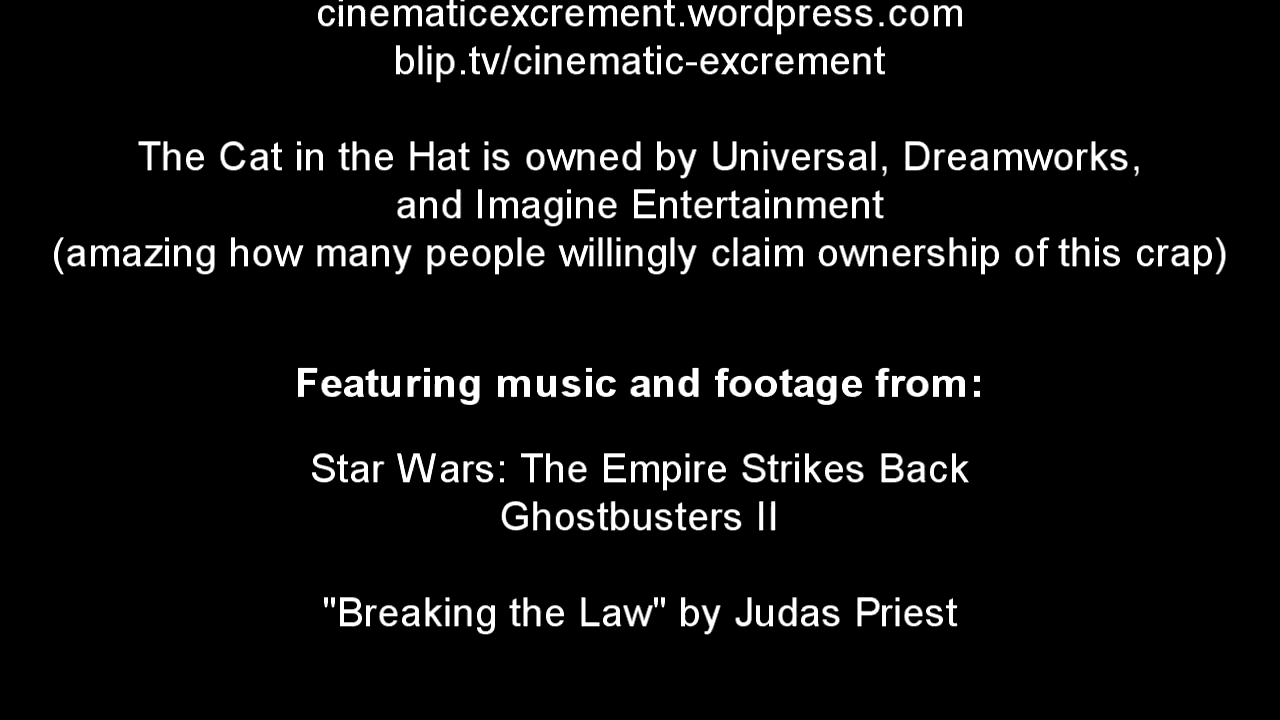 cinematicexcrement.wordpress.com
blip.tv/cinematic-excrement
The Cat in the Hat is owned by Universal, Dreamworks,
and Imagine Entertainment
(amazing how many people willingly claim ownership of this crap)
Featuring music and footage from:
Star Wars: The Empire Strikes Back
Ghostbusters II
"Breaking the Law" by Judas Priest